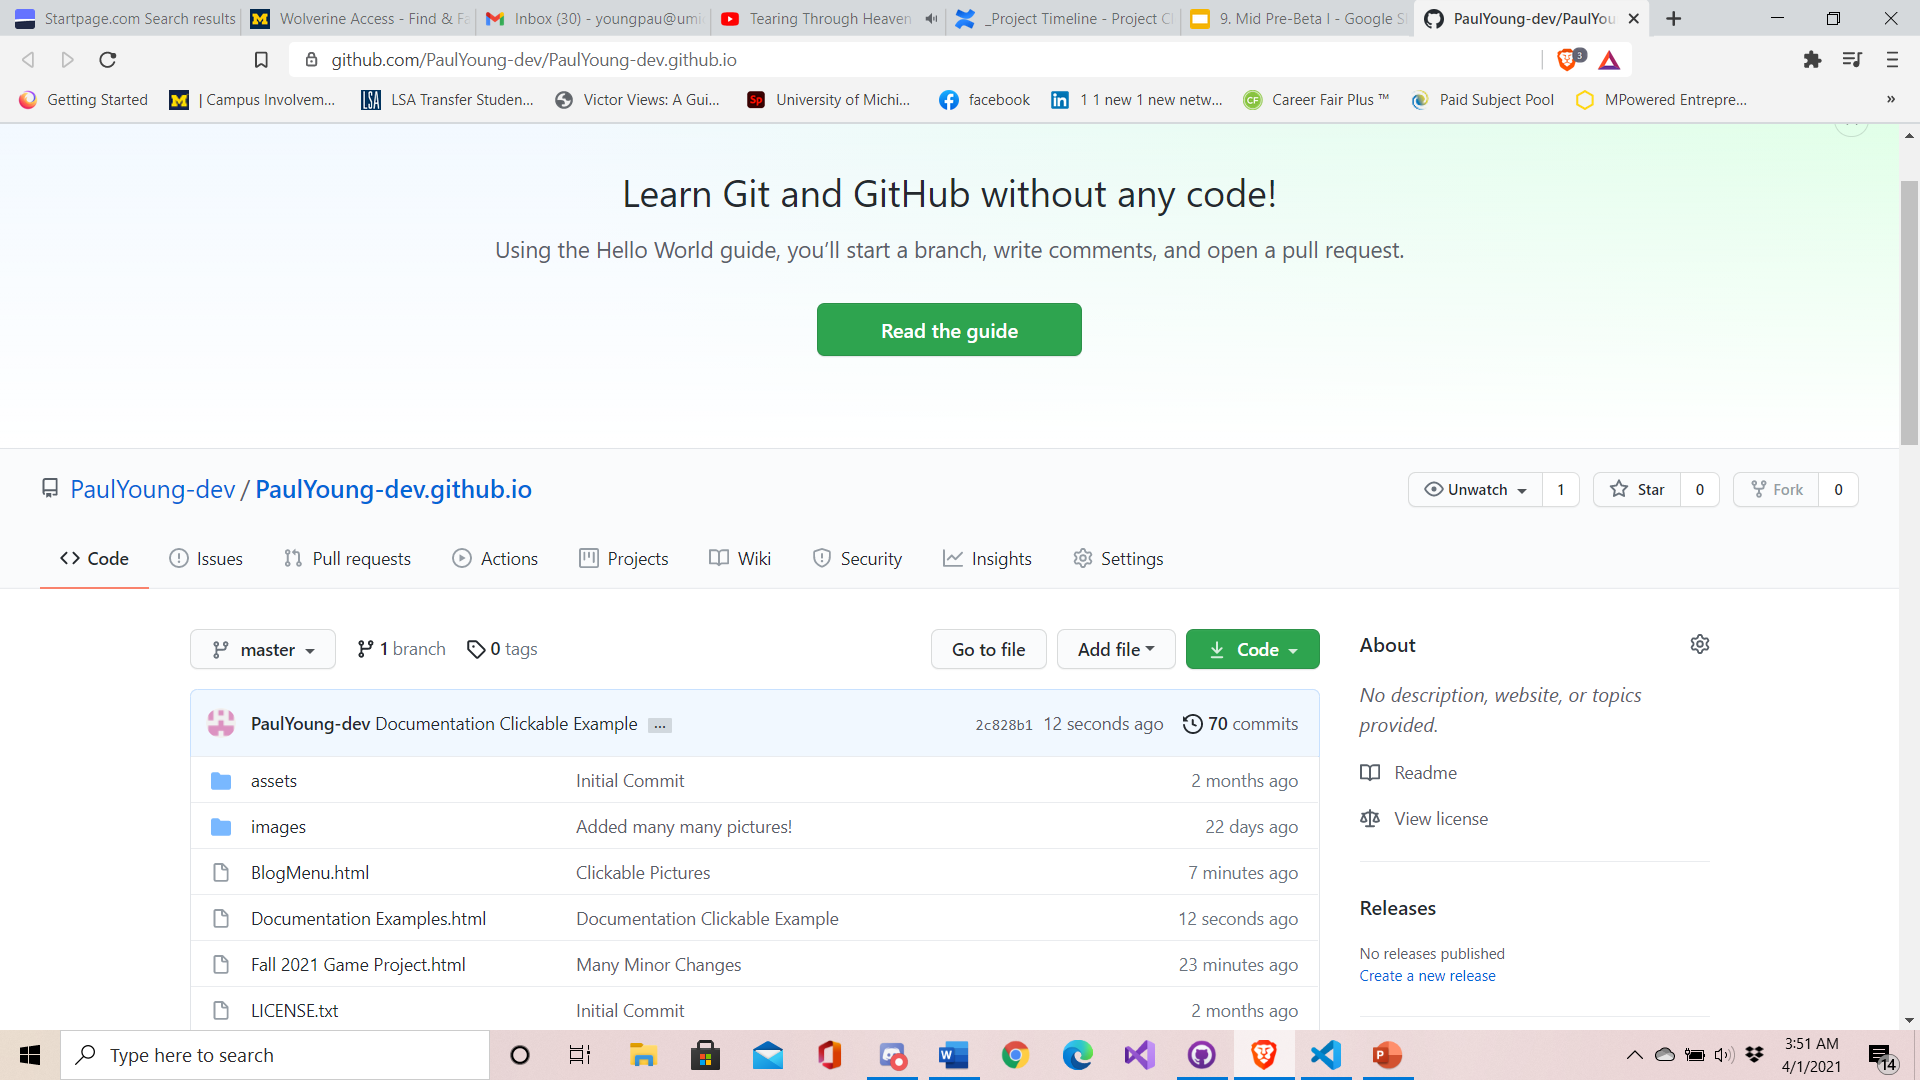 Startpage.com Search results
Wolverine Access - Find & Fa
Inbox (30) - youngpau@umi
Tearing Through Heaven
_Project Timeline - Project C
9. Mid Pre-Beta I - Google Sl
PaulYoung-dev/PaulYou
github.com/PaulYoung-dev/PaulYoung-dev.github.io
3
Getting Started
| Campus Involvem...
LSA
LSA Transfer Studen...
Victor Views: A Gui...
Sp
University of Michi...
facebook
1 1 new 1 new netw...
CF
Career Fair Plus ™
Paid Subject Pool
MPowered Entrepre...
»
Learn Git and GitHub without any code!
Using the Hello World guide, you’ll start a branch, write comments, and open a pull request.
Read the guide
PaulYoung-dev / PaulYoung-dev.github.io
Unwatch 1
Star 0
Fork 0
Code
Issues
Pull requests
Actions
Projects
Wiki
Security
Insights
Settings
master
1 branch
0 tags
Go to file
Add file
Code
PaulYoung-dev Documentation Clickable Example ... 2c828b1 12 seconds ago 70 commits
assets Initial Commit 2 months ago
images Added many many pictures! 22 days ago
BlogMenu.html Clickable Pictures 7 minutes ago
Documentation Examples.html Documentation Clickable Example 12 seconds ago
Fall 2021 Game Project.html Many Minor Changes 23 minutes ago
LICENSE.txt Initial Commit 2 months ago
About
No description, website, or topics
provided.
Readme
View license
Releases
No releases published
Create a new release
Type here to search
3:51 AM
4/1/2021
14